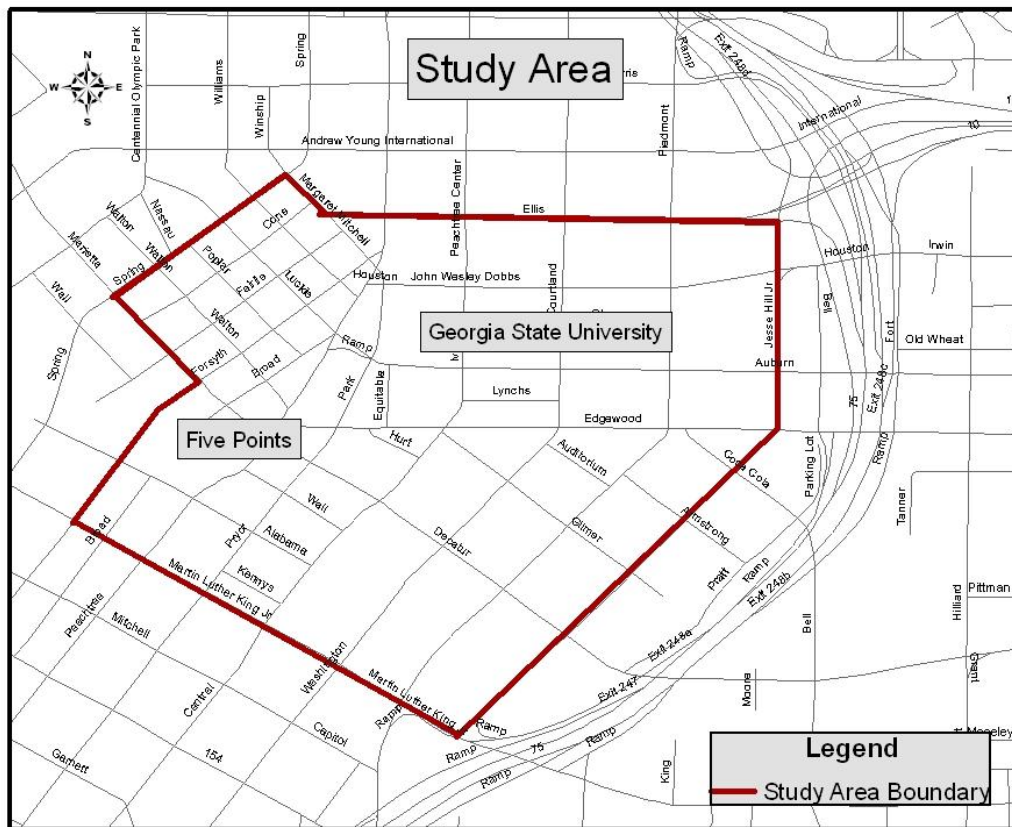 Study Area
N
W
E
S
Centennial Olympic Park
Williams
Spring
Winship
Ramp
Exit 248d
Piedmont
International
10
Andrew Young International
Peachtree Center
Margaret Mitchell
Ellis
Cone
Walton
Nassau
Walton
Marietta
Spring
Poplar
Fairlie
Luckie
Wall
Walton
Forsyth
Broad
Houston
John Wesley Dobbs
Houston
Irwin
Courtland
Georgia State University
Jesse Hill Jr
Bell
Fort
Old Wheat
Ramp
Auburn
Spring
Park
Equitable
Lynchs
75
Exit 248c
Edgewood
Ramp
Five Points
Hurt
Auditorium
Coca Cola
Parking Lot
Tanner
Wall
Alabama
Decatur
Gilmer
Armstrong
Broad
Pryor
Kennys
Martin Luther King Jr
Pratt
Ramp
Exit 248b
Peachtree
Mitchell
Bell
Hilliard
Pittman
Washington
Exit 248a
Grant
Central
Martin Luther King
Exit 247
Moore
Ramp
Ramp
Capitol
154
Garnett
Ramp
75
Ramp
Ramp
King
Moseley
Legend
Study Area Boundary